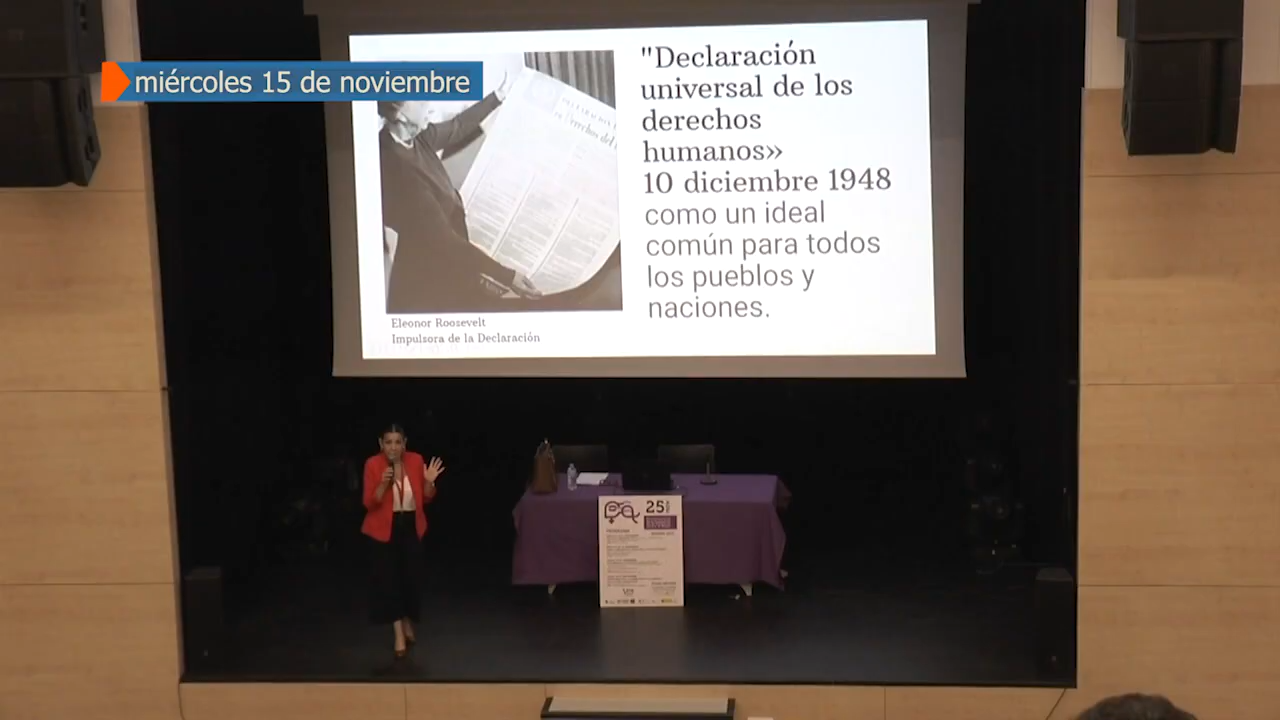 miércoles 15 de noviembre
"Declaración
universal de los
derechos
humanos»
10 diciembre 1948
como un ideal
común para todos
los pueblos y
naciones.
Eleonor Roosevelt
Impulsora de la Declaración
25